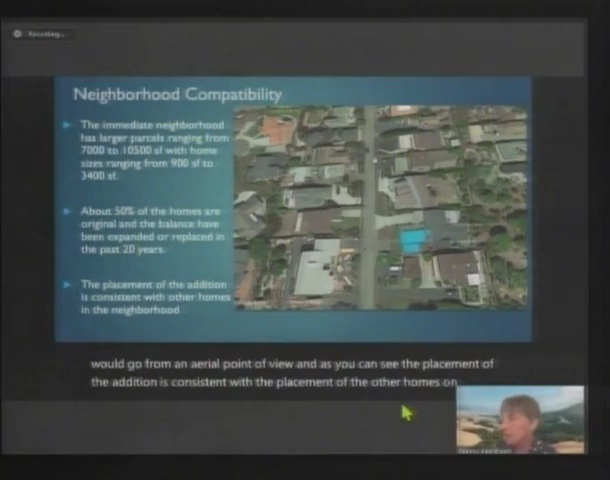 Recording...
Neighborhood Compatibility
The immediate neighborhood
has larger parcels ranging from
7000 to 10500 sf with home
sizes ranging from 900 sf to
3400 sf.
About 50% of the homes are
original and the balance have
been expanded or replaced in
the past 20 years.
The placement of the addition
is consistent with other homes
in the neighborhood
would go from an aerial point of view and as you can see the placement of
the addition is consistent with the placement of the other homes on